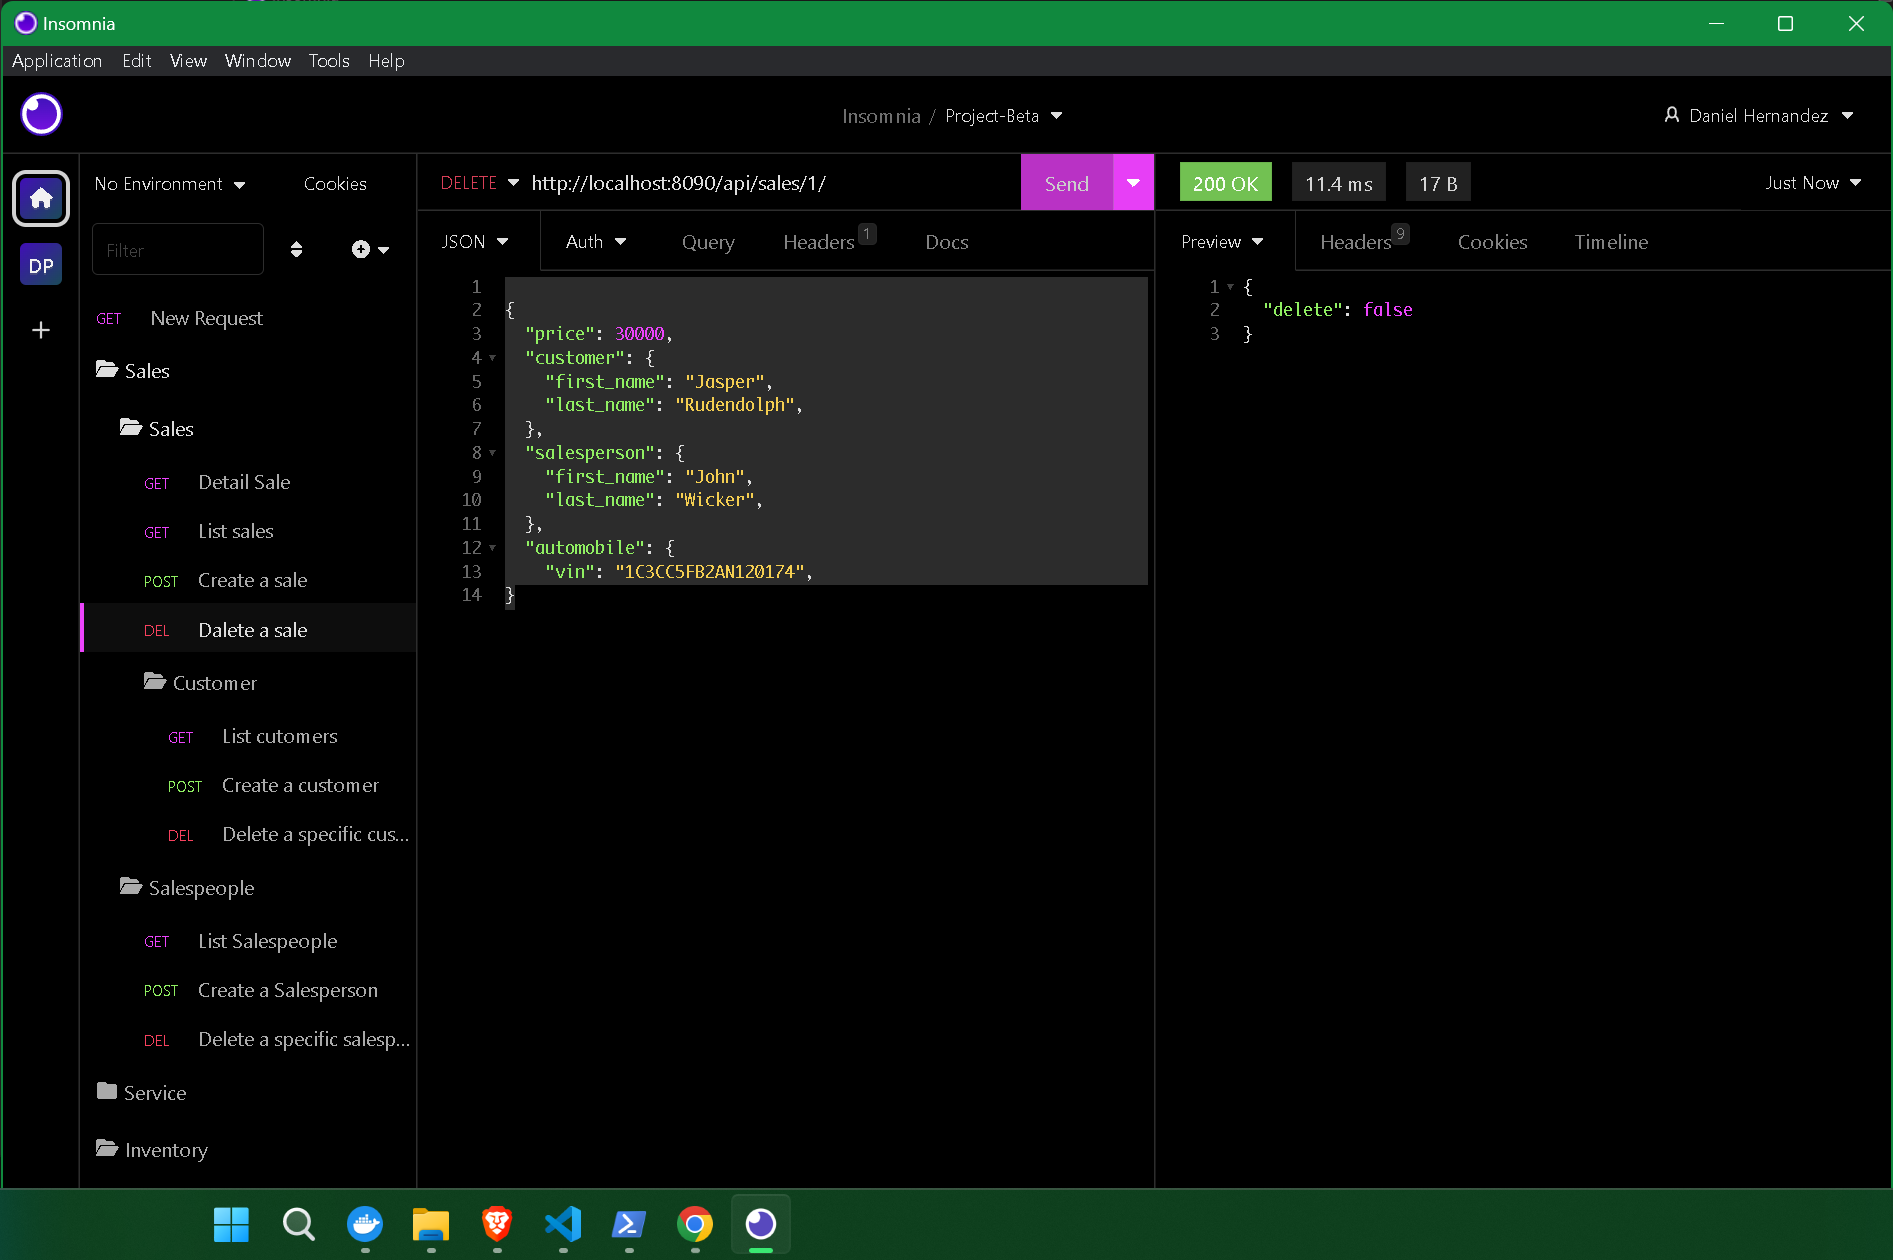 Insomnia
Application Edit View Window Tools Help
Insomnia / Project-Beta
Daniel Hernandez
No Environment
Cookies
DELETE http://localhost:8090/api/sales/1/
Send
200 OK
11.4 ms
17 B
Just Now
DP
Filter
GET New Request
Sales
Sales
GET Detail Sale
GET List sales
POST Create a sale
DEL Dalete a sale
Customer
GET List cutomers
POST Create a customer
DEL Delete a specific cus...
Salespeople
GET List Salespeople
POST Create a Salesperson
DEL Delete a specific salesp...
Service
Inventory
JSON Auth Query Headers 1 Docs
1
2 {
3 "price": 30000,
4 "customer": {
5 "first_name": "Jasper",
6 "last_name": "Rudendolph",
7 },
8 "salesperson": {
9 "first_name": "John",
10 "last_name": "Wicker",
11 },
12 "automobile": {
13 "vin": "1C3CC5FB2AN120174",
14 }
Preview Headers 9 Cookies Timeline
1 {
2 "delete": false
3 }